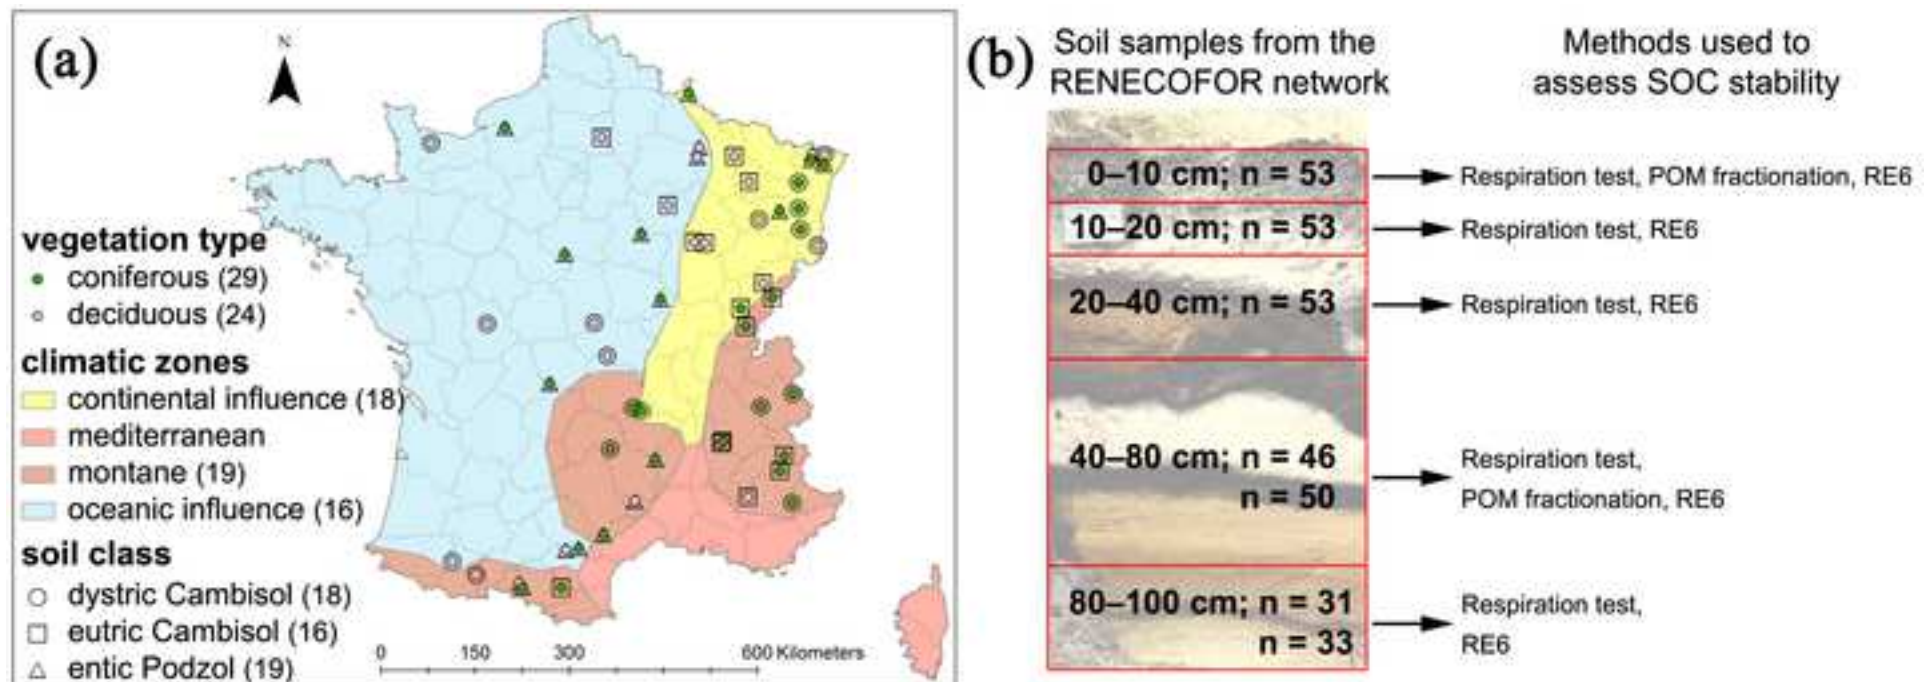 (a)
N
vegetation type
coniferous (29)
deciduous (24)
climatic zones
continental influence (18)
mediterranean
montane (19)
oceanic influence (16)
soil class
dystric Cambisol (18)
eutric Cambisol (16)
entic Podzol (19)
0 150 300 600 Kilometers
(b)
Soil samples from the
RENECOFOR network
Methods used to
assess SOC stability
0–10 cm; n = 53
Respiration test, POM fractionation, RE6
10–20 cm; n = 53
Respiration test, RE6
20–40 cm; n = 53
Respiration test, RE6
40–80 cm; n = 46
n = 50
Respiration test,
POM fractionation, RE6
80–100 cm; n = 31
n = 33
Respiration test,
RE6